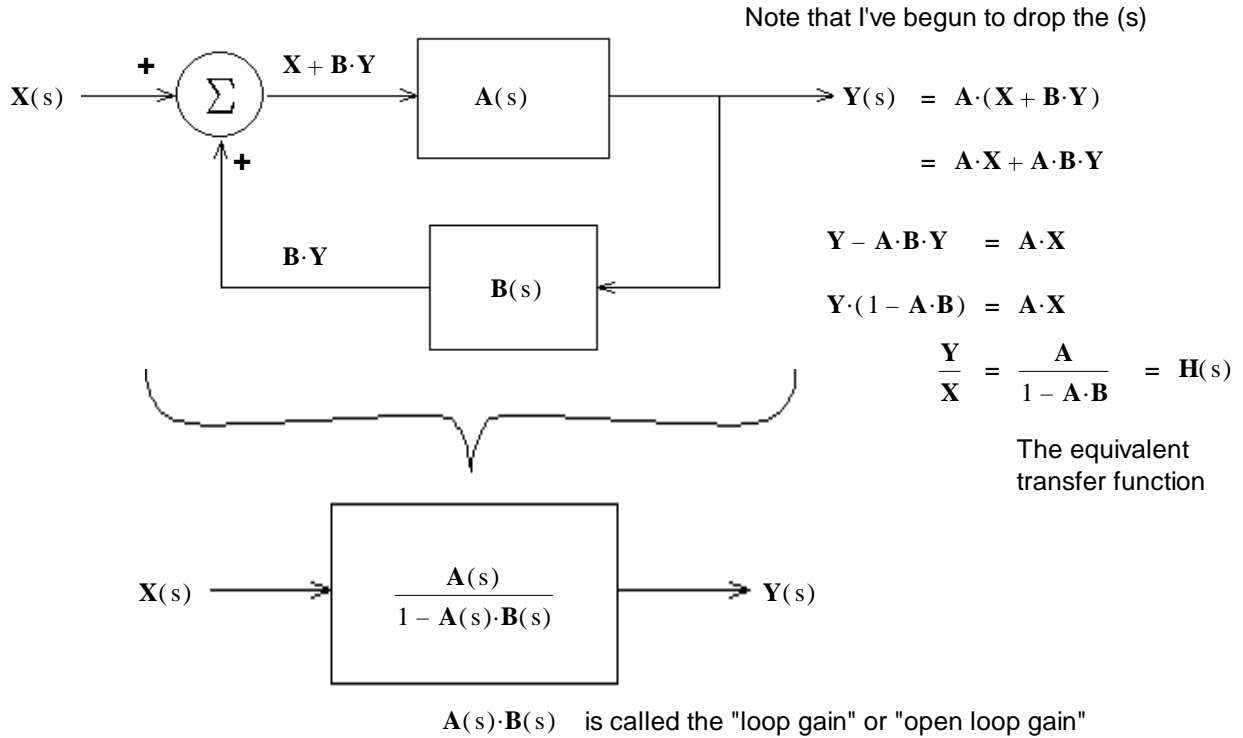 Note that I've begun to drop the (s)
X(s)
+
Σ
+
X + B·Y
A(s)
Y(s) = A·(X + B·Y)
= A·X + A·B·Y
B·Y
B(s)
Y – A·B·Y = A·X
Y·(1 – A·B) = A·X
Y/X = A/(1 – A·B) = H(s)
The equivalent
transfer function
X(s)
A(s)
1 – A(s)·B(s)
Y(s)
A(s)·B(s) is called the "loop gain" or "open loop gain"